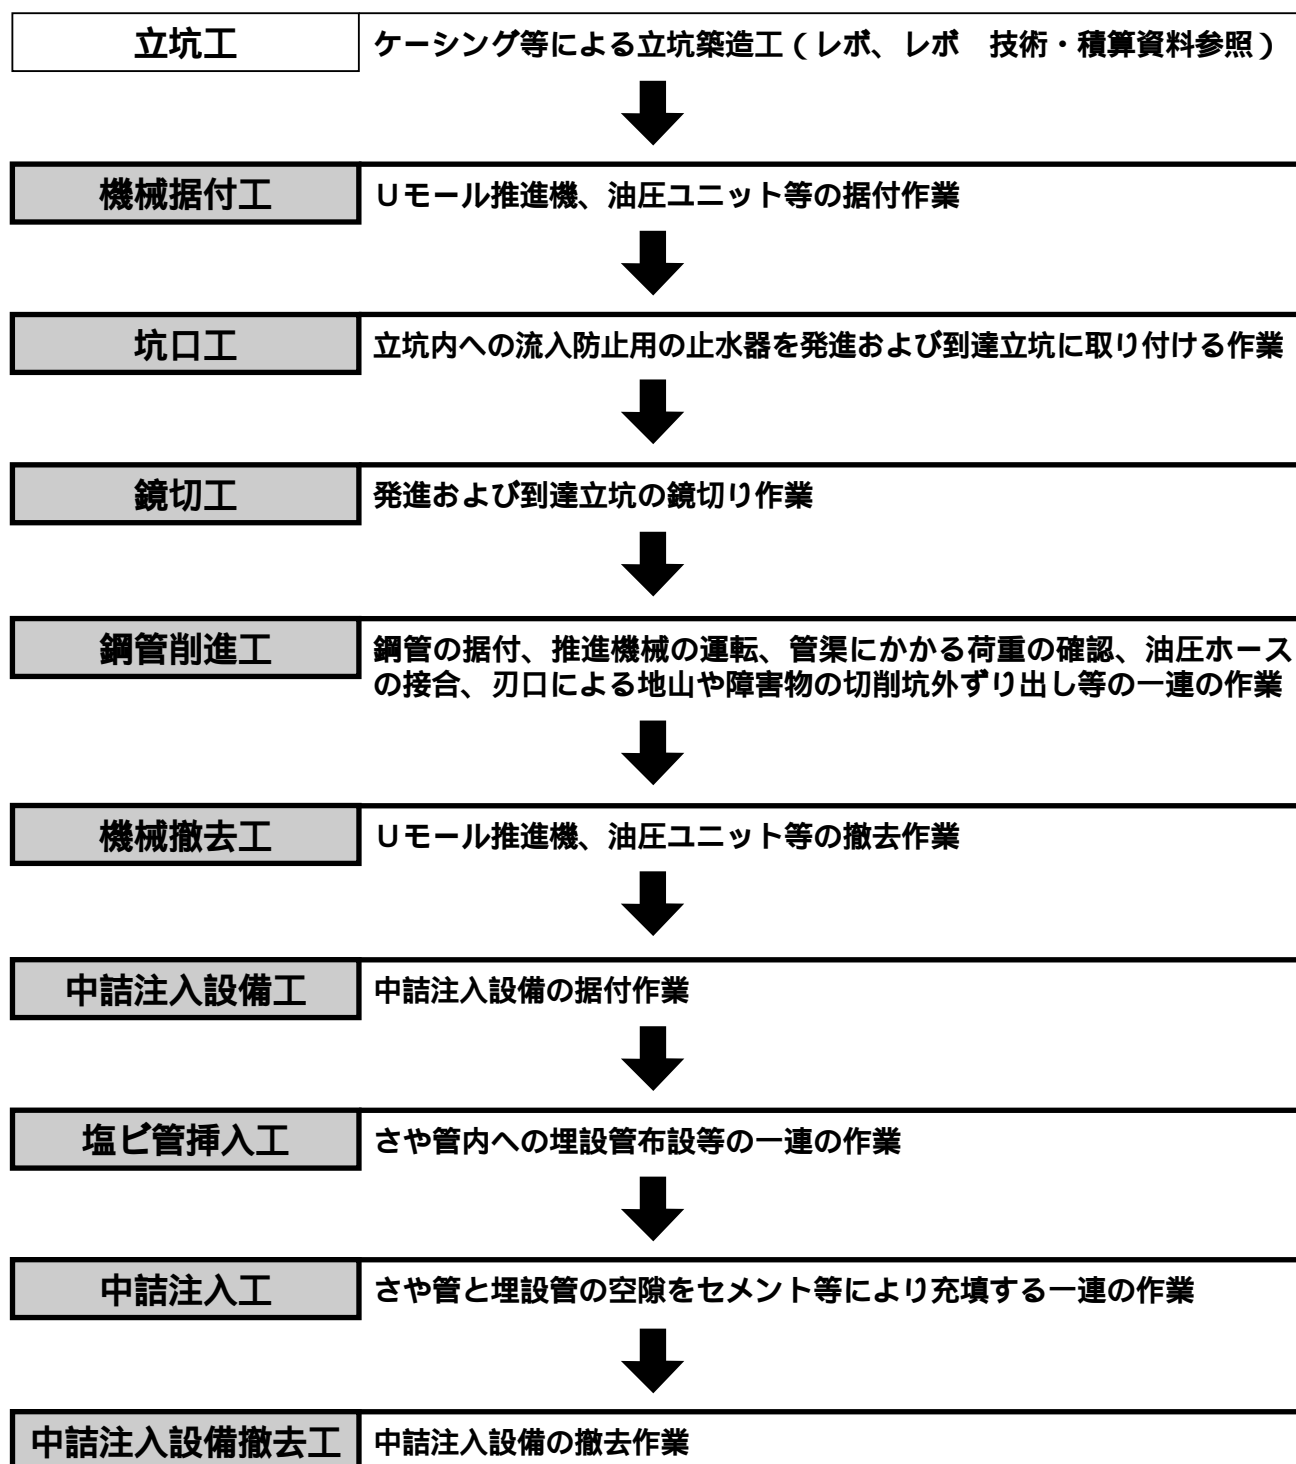 立坑工
ケーシング等による立坑築造工（レボ、レボ　技術・積算資料参照）
機械据付工
Ｕモール推進機、油圧ユニット等の据付作業
坑口工
立坑内への流入防止用の止水器を発進および到達立坑に取り付ける作業
鏡切工
発進および到達立坑の鏡切り作業
鋼管削進工
鋼管の据付、推進機械の運転、管渠にかかる荷重の確認、油圧ホース
の接合、刃口による地山や障害物の切削坑外ずり出し等の一連の作業
機械撤去工
Ｕモール推進機、油圧ユニット等の撤去作業
中詰注入設備工
中詰注入設備の据付作業
塩ビ管挿入工
さや管内への埋設管布設等の一連の作業
中詰注入工
さや管と埋設管の空隙をセメント等により充填する一連の作業
中詰注入設備撤去工
中詰注入設備の撤去作業